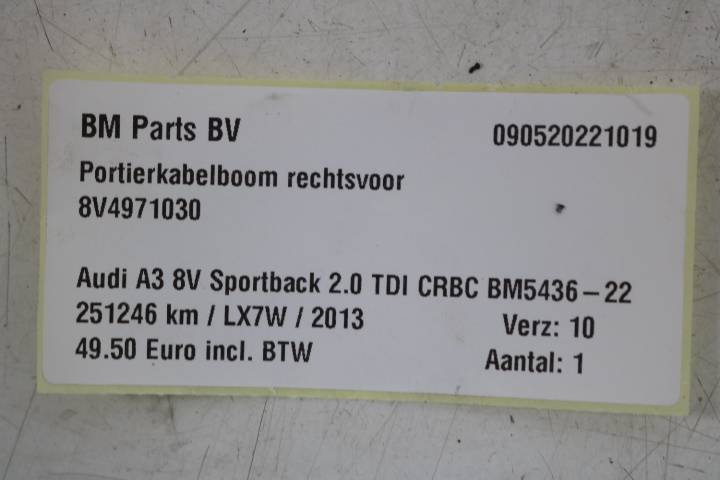 BM Parts BV 090520221019
Portierkabelboom rechtsvoor
8V4971030
Audi A3 8V Sportback 2.0 TDI CRBC BM5436-22
251246 km / LX7W / 2013 Verz: 10
49.50 Euro incl. BTW Aantal: 1